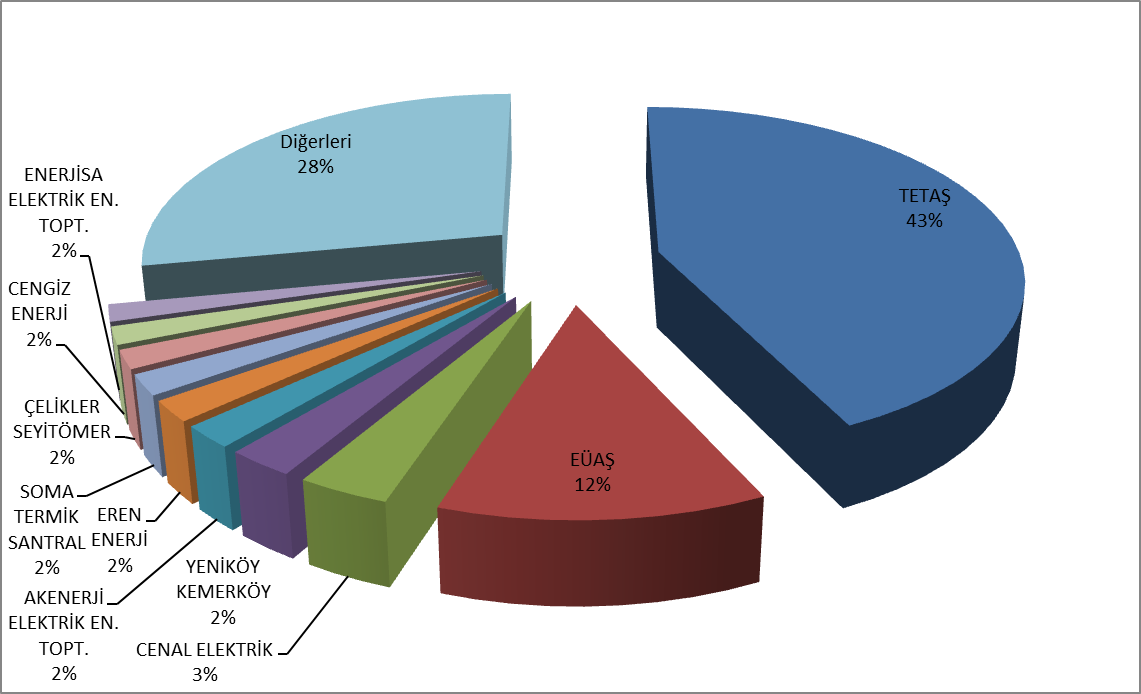 Diğerleri
28%
TETAŞ
43%
ENERJİSA
ELEKTRİK EN.
TOPT.
2%
CENGİZ
ENERJİ
2%
ÇELİKLER
SEYİTÖMER
2%
SOMA
TERMİK
SANTRAL
2%
EREN
ENERJİ
2%
AKENERJİ
ELEKTRİK EN.
TOPT.
2%
YENİKÖY
KEMERKÖY
2%
CENAL ELEKTRİK
3%
EÜAŞ
12%